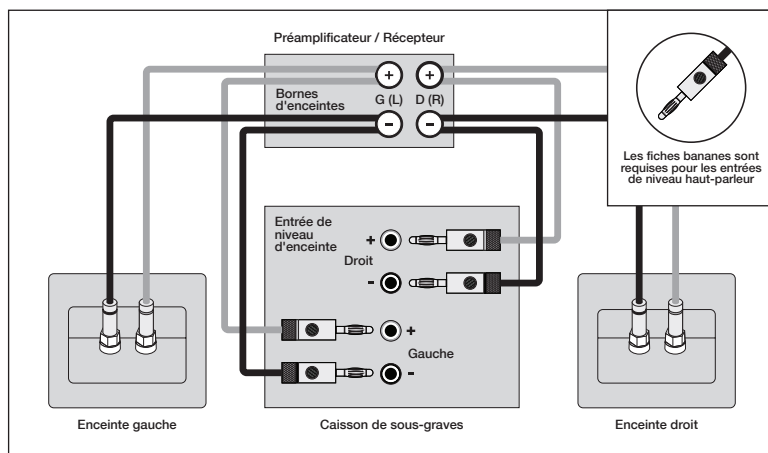 Préamplificateur / Récepteur
Bornes
d'enceintes
+
+
G (L)
D (R)
-
-
Les fiches bananes sont
requises pour les entrées
de niveau haut-parleur
Entrée de
niveau
d'enceinte
+
Droit
-
+
Gauche
-
Enceinte gauche
Caisson de sous-graves
Enceinte droit